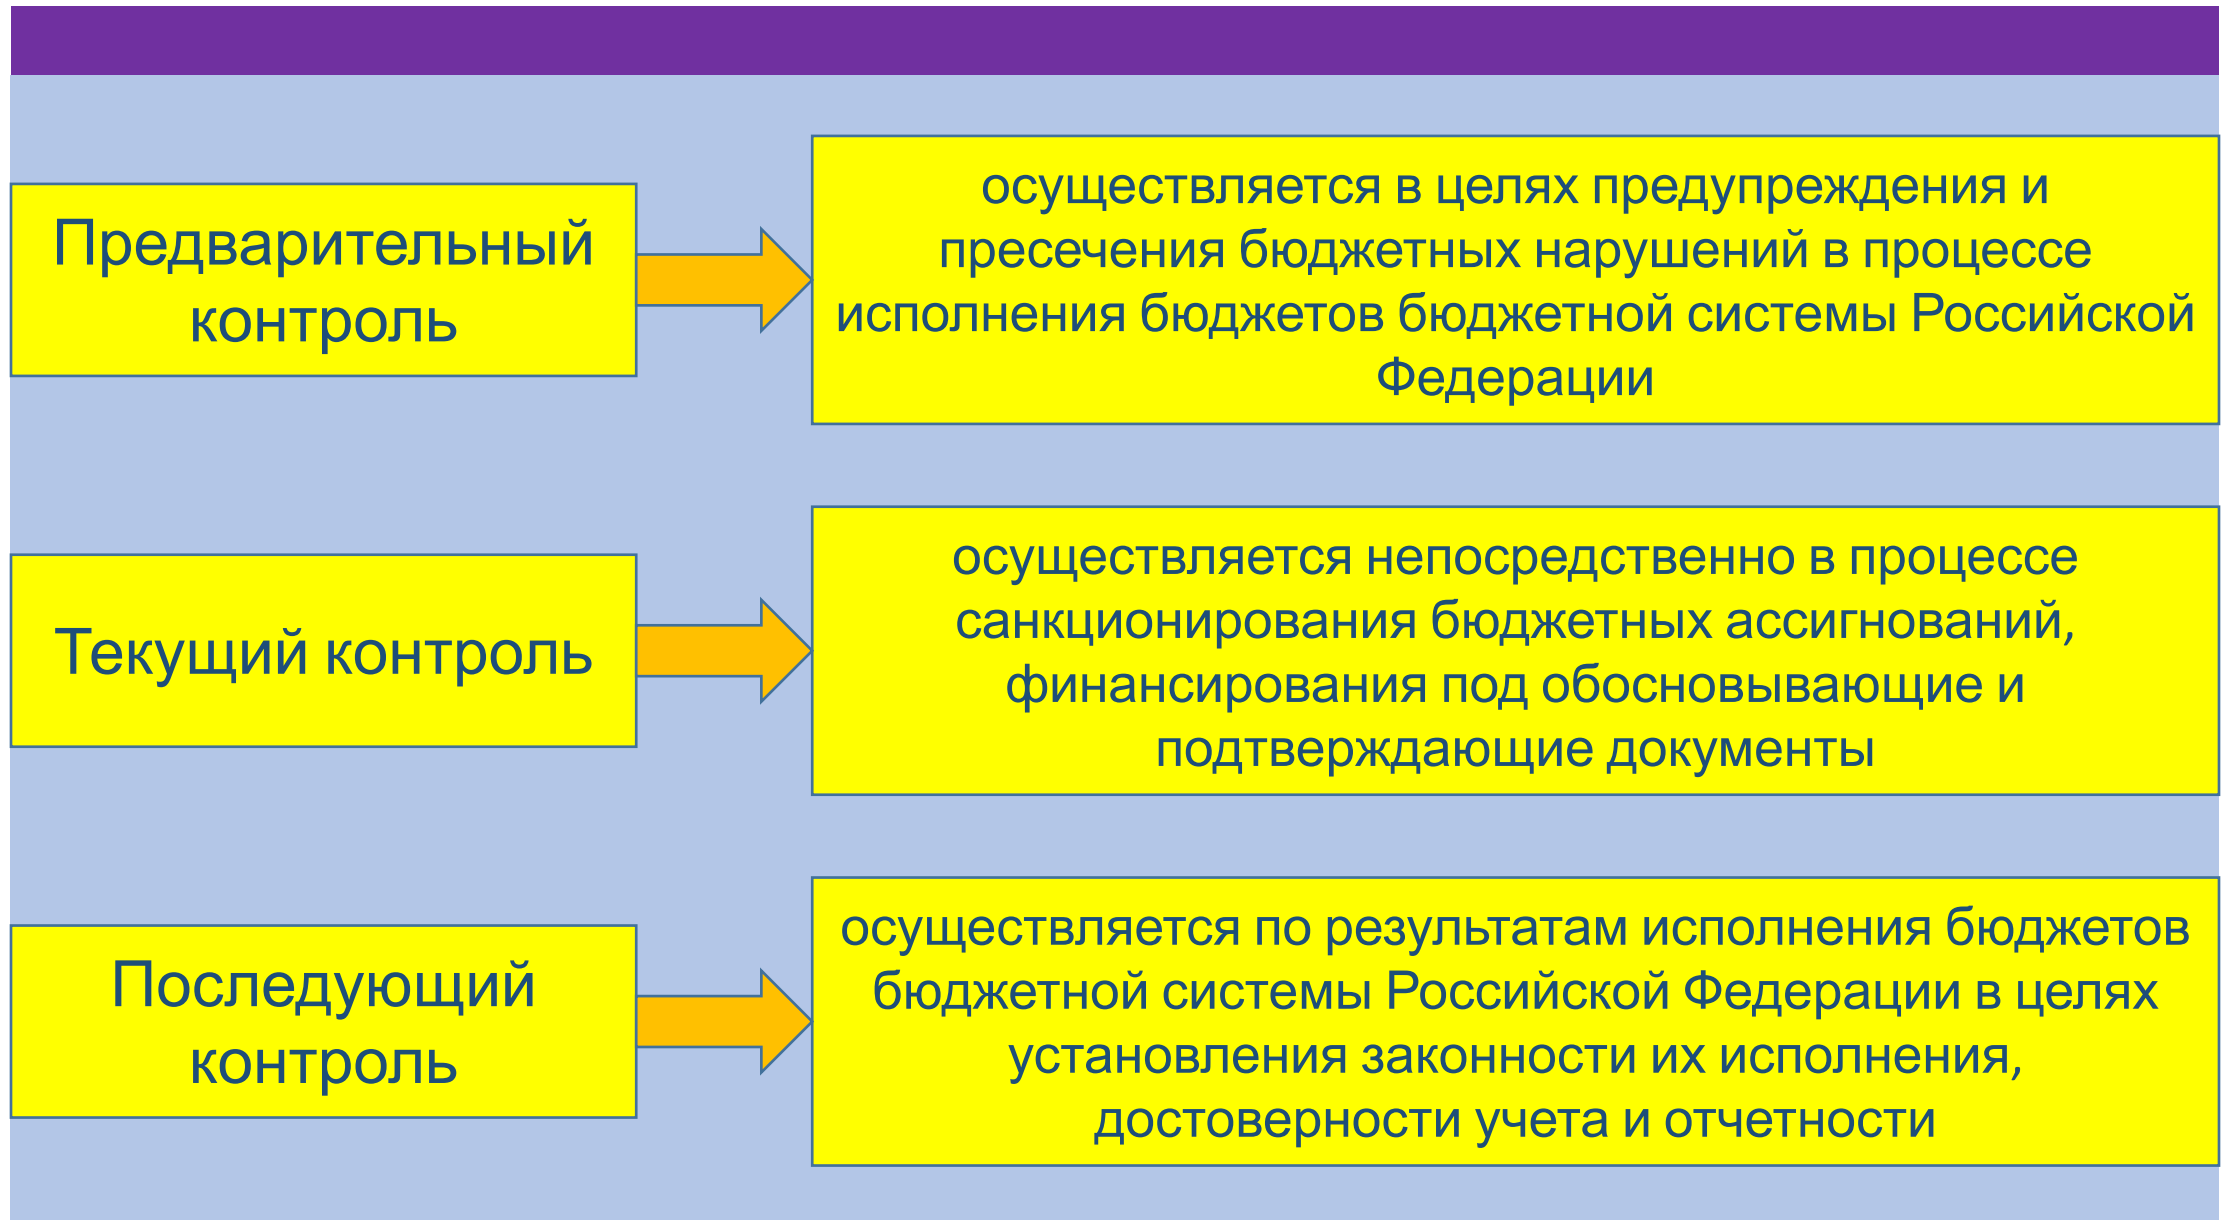 Предварительный
контроль
осуществляется в целях предупреждения и
пресечения бюджетных нарушений в процессе
исполнения бюджетов бюджетной системы Российской
Федерации
Текущий контроль
осуществляется непосредственно в процессе
санкционирования бюджетных ассигнований,
финансирования под обосновывающие и
подтверждающие документы
Последующий
контроль
осуществляется по результатам исполнения бюджетов
бюджетной системы Российской Федерации в целях
установления законности их исполнения,
достоверности учета и отчетности